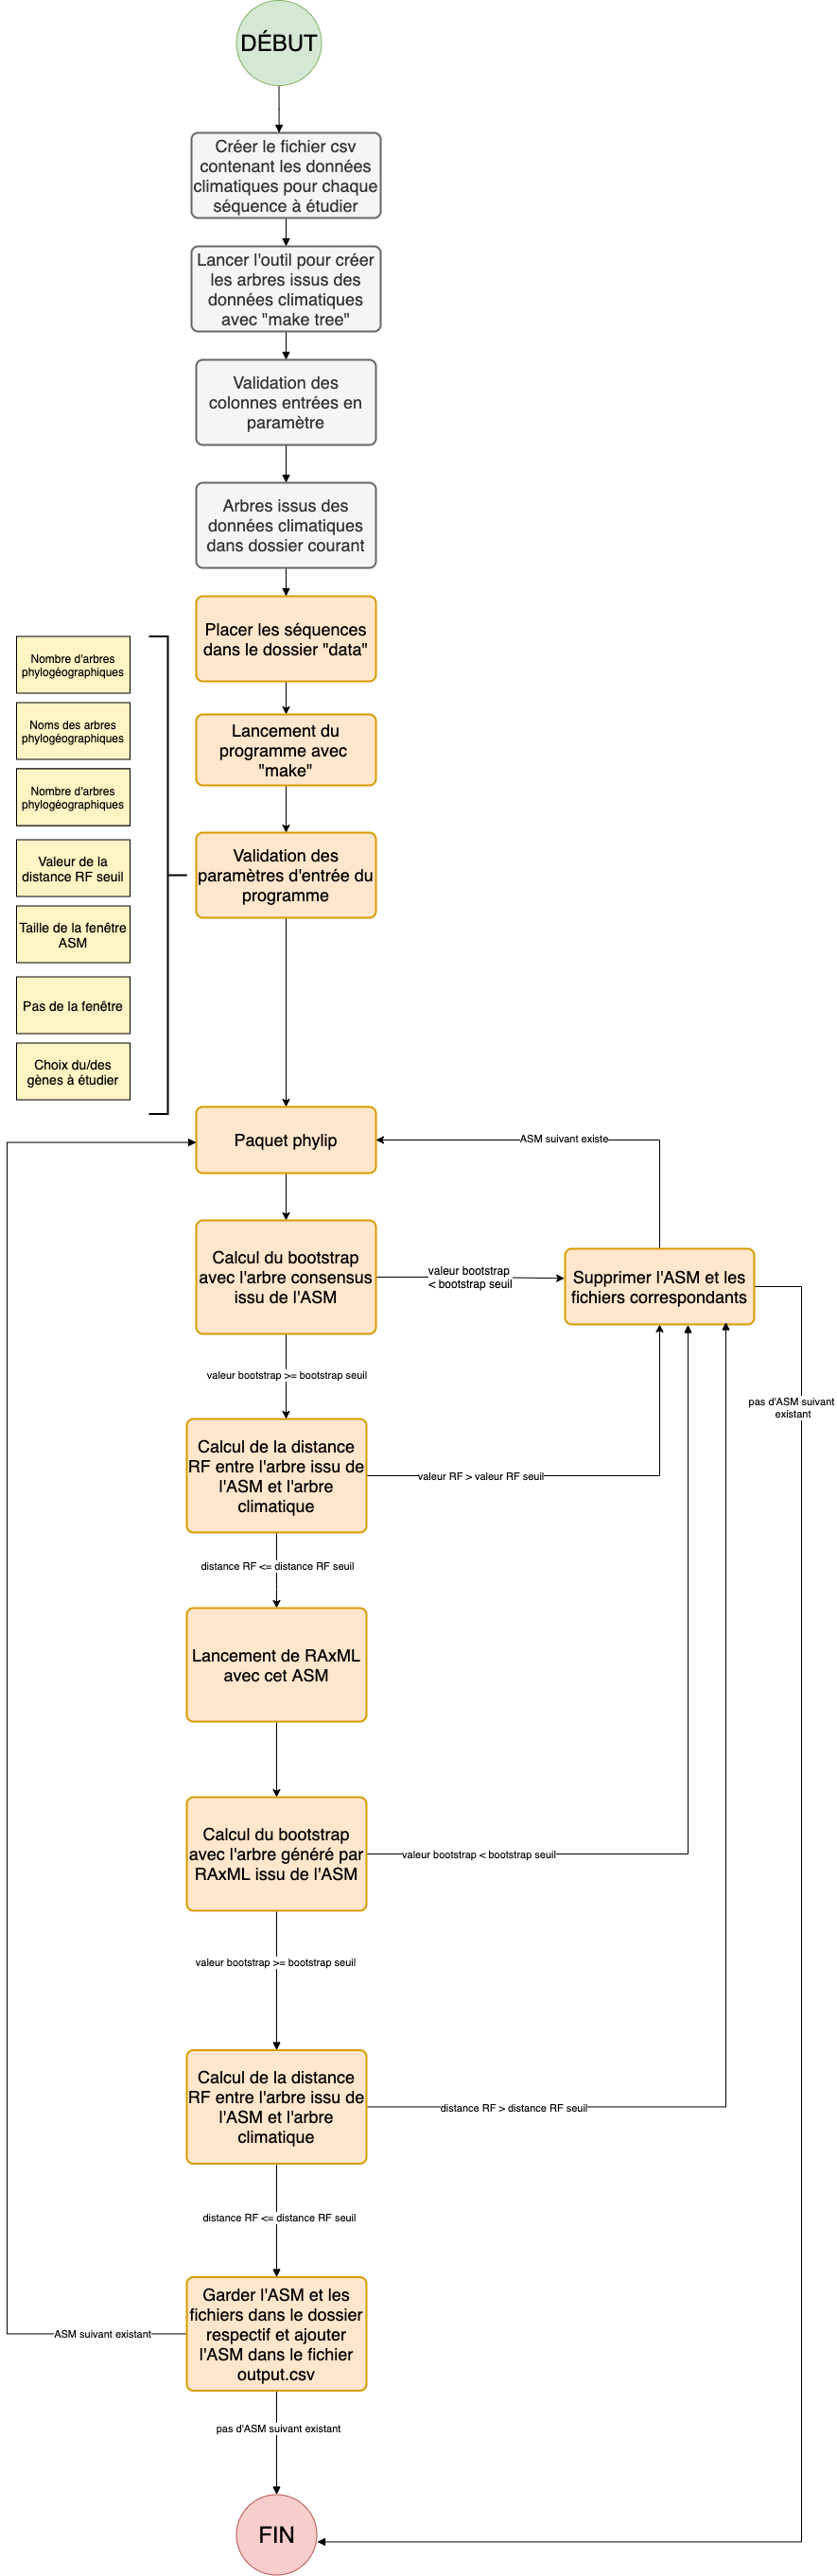 DÉBUT
Créer le fichier csv
contenant les données
climatiques pour chaque
séquence à étudier
Lancer l'outil pour créer
les arbres issus des
données climatiques
avec "make tree"
Validation des
colonnes entrées en
paramètre
Arbres issus des
données climatiques
dans dossier courant
Placer les séquences
dans le dossier "data"
Lancement du
programme avec
"make"
Validation des
paramètres d'entrée du
programme
Nombre d'arbres
phylogéographiques
Noms des arbres
phylogéographiques
Nombre d'arbres
phylogéographiques
Valeur de la
distance RF seuil
Taille de la fenêtre
ASM
Pas de la fenêtre
Choix du/des
gènes à étudier
Paquet phylip
ASM suivant existe
Calcul du bootstrap
avec l'arbre consensus
issu de l'ASM
valeur bootstrap
< bootstrap seuil
Supprimer l'ASM et les
fichiers correspondants
valeur bootstrap >= bootstrap seuil
pas d'ASM suivant
existant
Calcul de la distance
RF entre l'arbre issu de
l'ASM et l'arbre
climatique
valeur RF > valeur RF seuil
distance RF <= distance RF seuil
Lancement de RAxML
avec cet ASM
Calcul du bootstrap
avec l'arbre généré par
RAxML issu de l'ASM
valeur bootstrap < bootstrap seuil
valeur bootstrap >= bootstrap seuil
Calcul de la distance
RF entre l'arbre issu de
l'ASM et l'arbre
climatique
distance RF > distance RF seuil
distance RF <= distance RF seuil
Garder l'ASM et les
fichiers dans le dossier
respectif et ajouter
l'ASM dans le fichier
output.csv
ASM suivant existant
pas d'ASM suivant existant
FIN